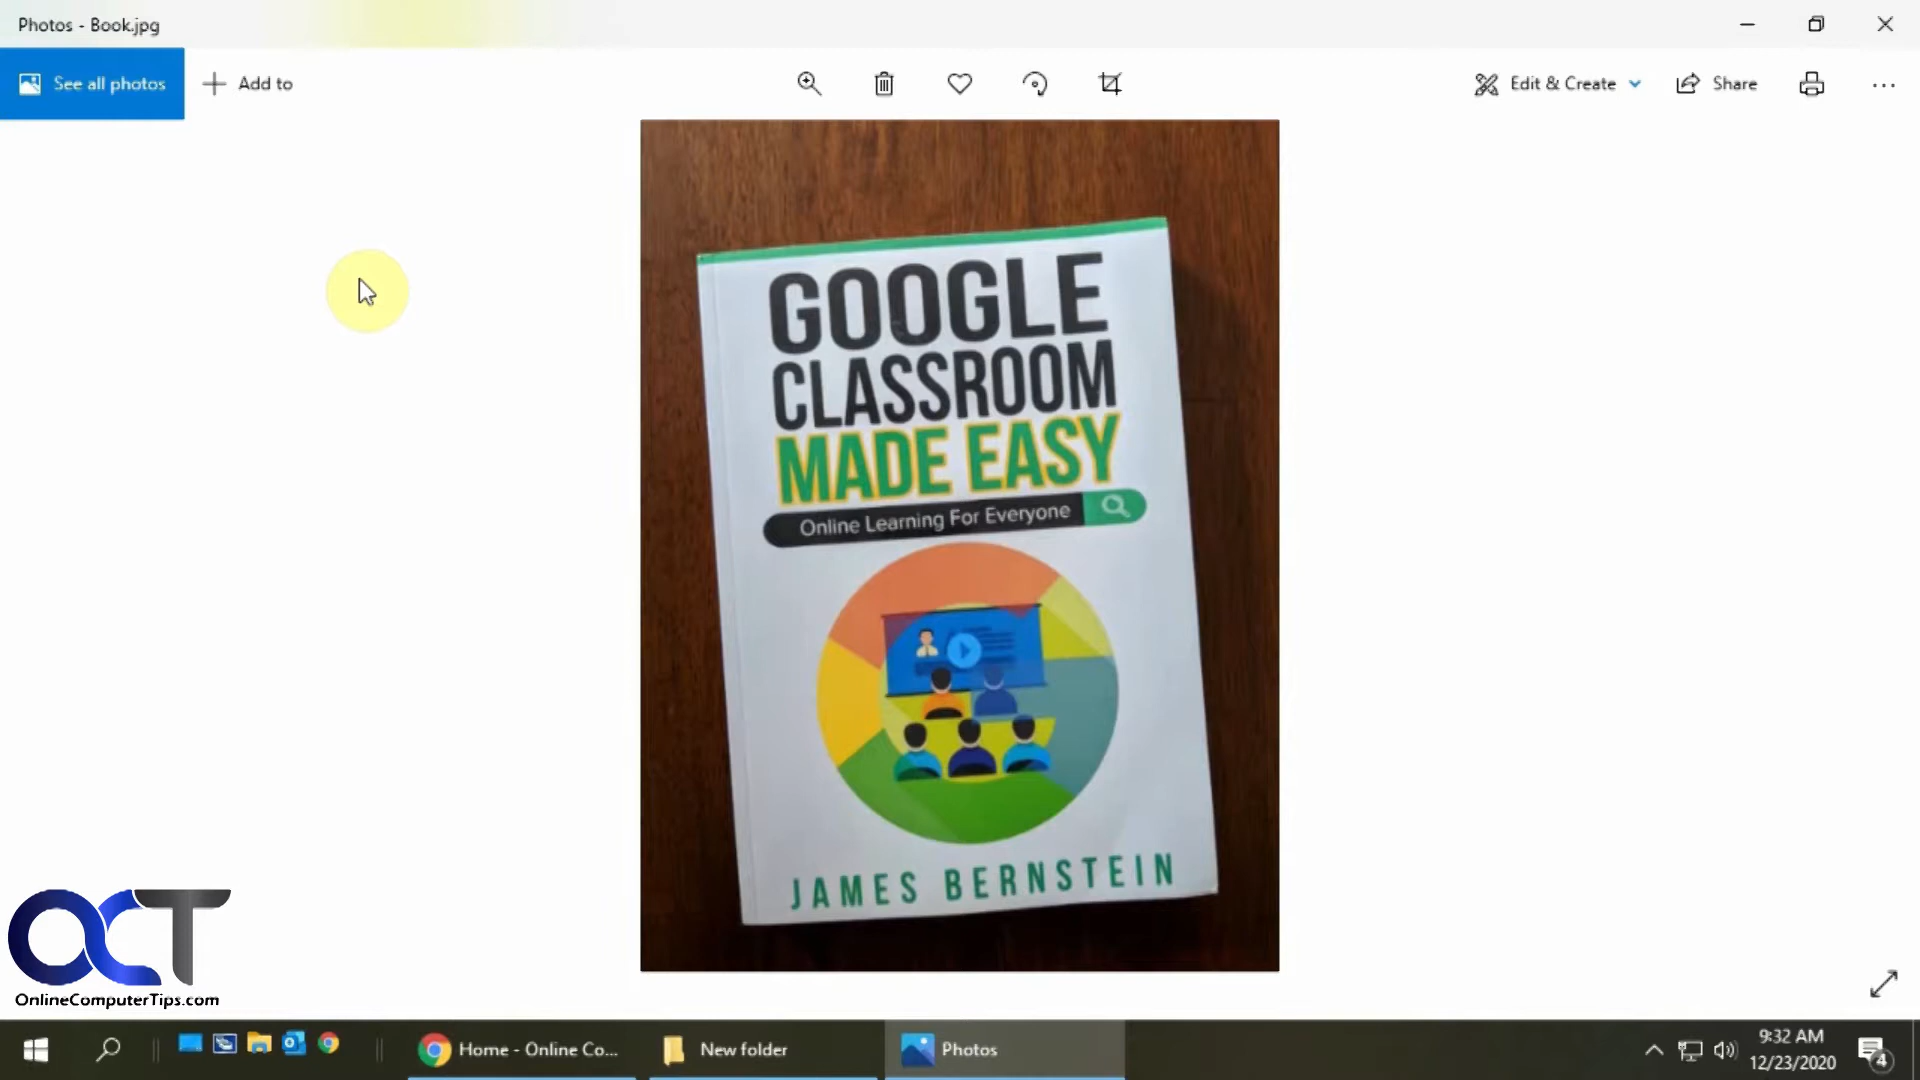 Photos - Book.jpg
See all photos
Add to
Edit & Create
Share
GOOGLE
CLASSROOM
MADE EASY
Online Learning For Everyone
JAMES BERNSTEIN
OCT
OnlineComputerTips.com
Home - Online Co...
New folder
Photos
9:32 AM
12/23/2020
4